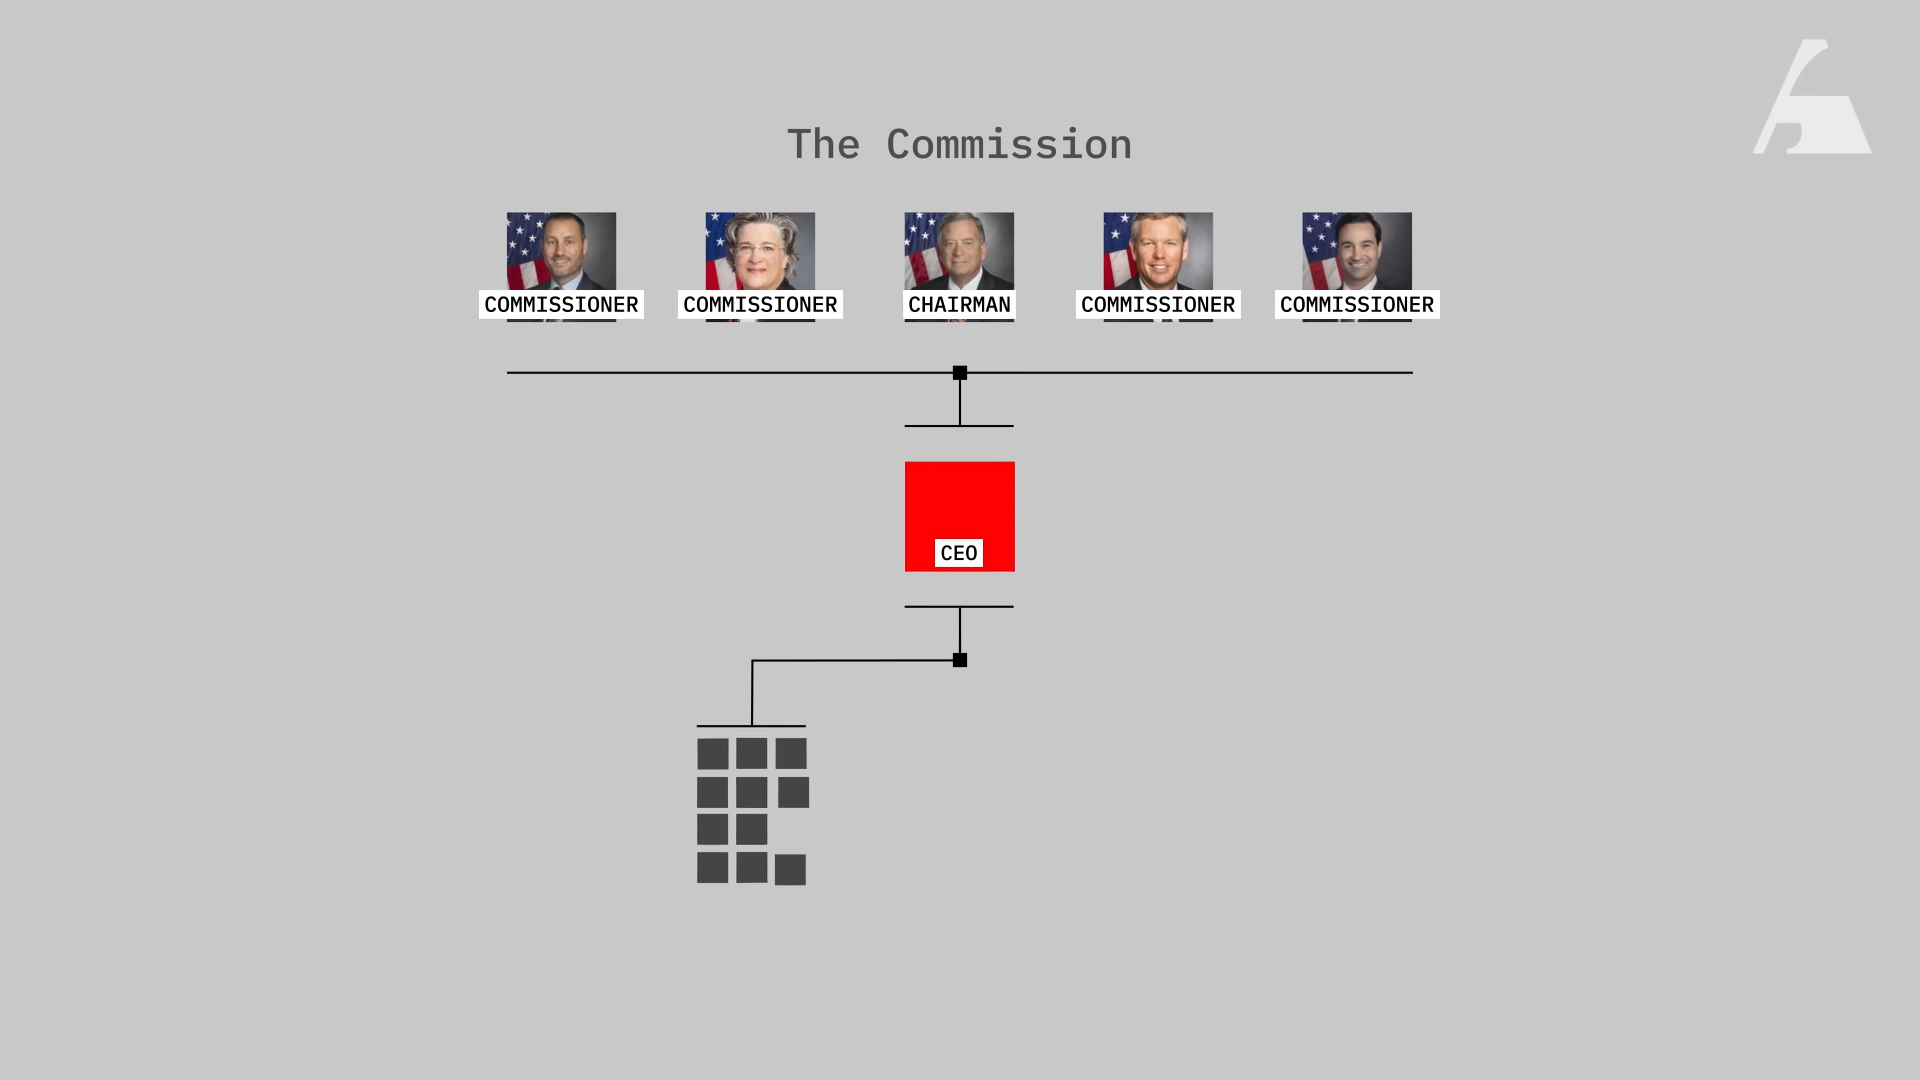 The Commission
COMMISSIONER
COMMISSIONER
CHAIRMAN
COMMISSIONER
COMMISSIONER
CEO